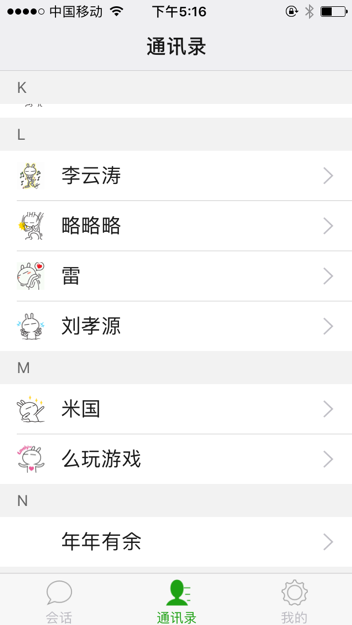 中国移动 下午5:16
通讯录
K
L
李云涛
略略略
雷
刘孝源
M
米国
么玩游戏
N
年年有余
会话 通讯录 我的